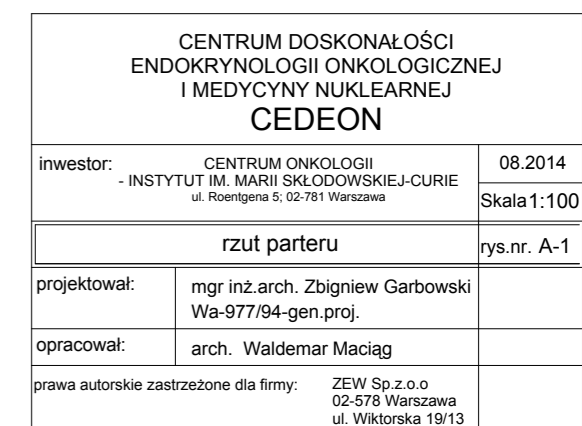 CENTRUM DOSKONAŁOŚCI
ENDOKRYNOLOGII ONKOLOGICZNEJ
I MEDYCYNY NUKLEARNEJ
CEDEON
inwestor:
CENTRUM ONKOLOGII
- INSTYTUT IM. MARII SKŁODOWSKIEJ-CURIE
ul. Roentgena 5; 02-781 Warszawa
08.2014
Skala 1:100
rzut parteru
rys.nr. A-1
projektował:
mgr inż.arch. Zbigniew Garbowski
Wa-977/94-gen.proj.
opracował:
arch. Waldemar Maciąg
prawa autorskie zastrzeżone dla firmy:
ZEW Sp.z.o.o
02-578 Warszawa
ul. Wiktorska 19/13